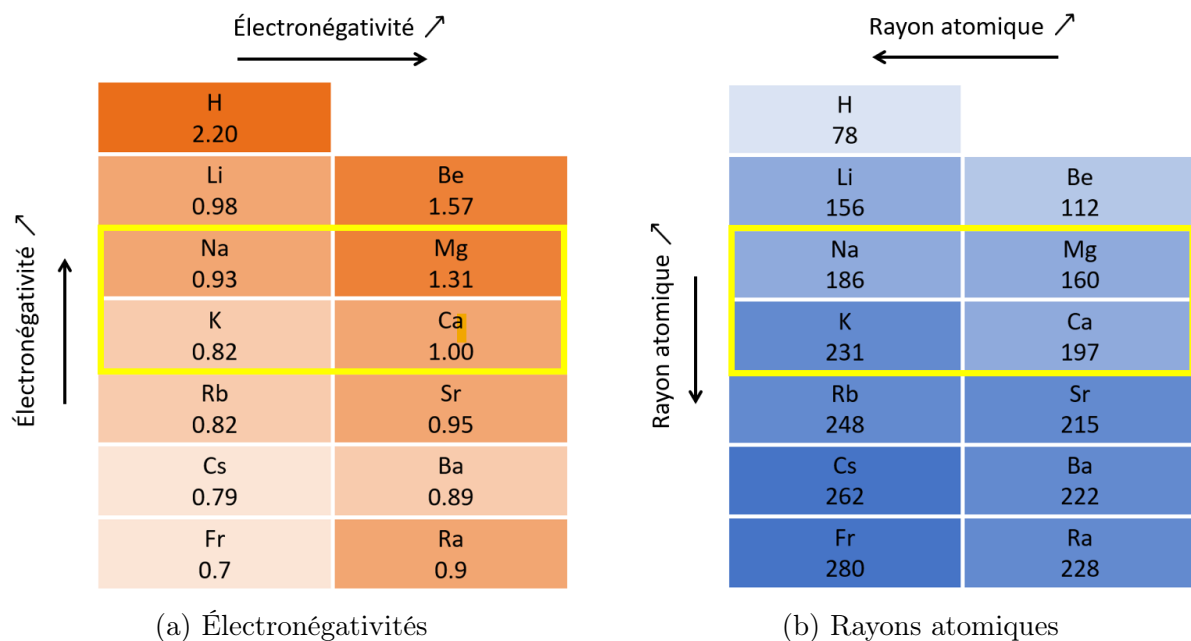 Électronégativité ↗
Électronégativité ↗
H
2.20
Li
0.98
Be
1.57
Na
0.93
Mg
1.31
K
0.82
Ca
1.00
Rb
0.82
Sr
0.95
Cs
0.79
Ba
0.89
Fr
0.7
Ra
0.9
(a) Électronégativités
Rayon atomique ↗
Rayon atomique ↗
H
78
Li
156
Be
112
Na
186
Mg
160
K
231
Ca
197
Rb
248
Sr
215
Cs
262
Ba
222
Fr
280
Ra
228
(b) Rayons atomiques